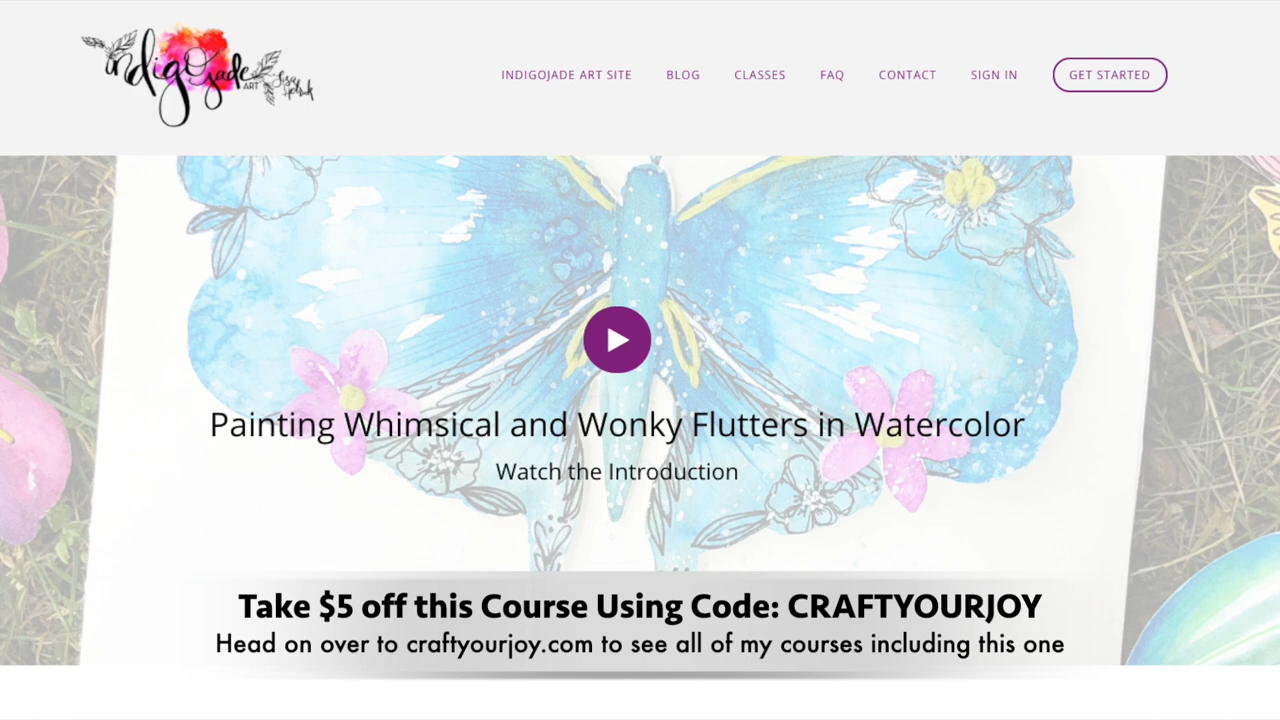 indigojade
ART
INDIGOJADE ART SITE
BLOG
CLASSES
FAQ
CONTACT
SIGN IN
GET STARTED
Painting Whimsical and Wonky Flutters in Watercolor
Watch the Introduction
Take $5 off this Course Using Code: CRAFTYOURJOY
Head on over to craftyourjoy.com to see all of my courses including this one